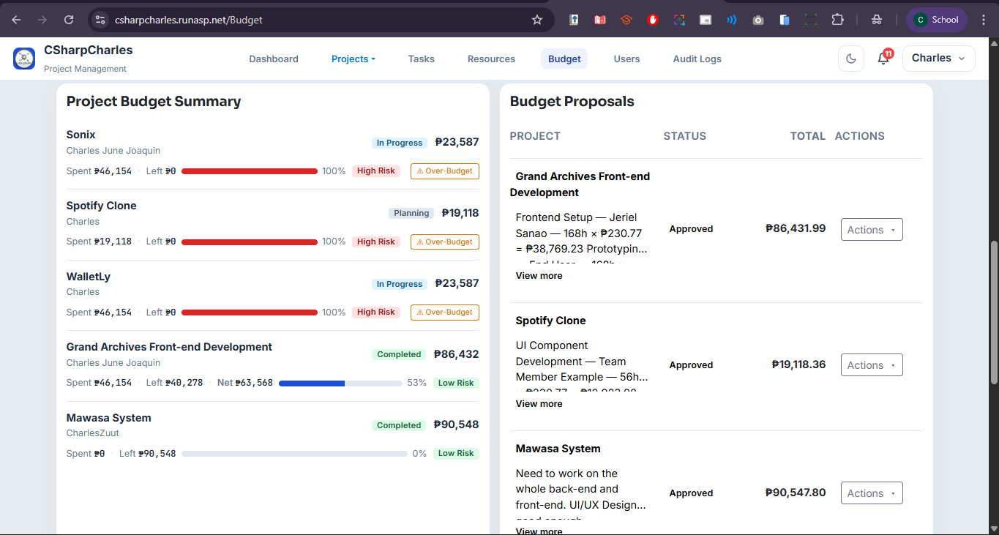 csharpcharles.runasp.net/Budget
C School
CSharpCharles
Project Management
Dashboard Projects Tasks Resources Budget Users Audit Logs
11
Charles
Project Budget Summary
Sonix
In Progress ₱23,587
Charles June Joaquin
Spent ₱46,154 · Left ₱0 100% High Risk ⚠ Over-Budget
Spotify Clone
Planning ₱19,118
Charles
Spent ₱19,118 · Left ₱0 100% High Risk ⚠ Over-Budget
WalletLy
In Progress ₱23,587
Charles
Spent ₱46,154 · Left ₱0 100% High Risk ⚠ Over-Budget
Grand Archives Front-end Development
Completed ₱86,432
Charles June Joaquin
Spent ₱46,154 · Left ₱40,278 · Net ₱63,568 53% Low Risk
Mawasa System
Completed ₱90,548
CharlesZuut
Spent ₱0 · Left ₱90,548 0% Low Risk
Budget Proposals
PROJECT STATUS TOTAL ACTIONS
Grand Archives Front-end
Development
Frontend Setup — Jeriel
Sanao — 168h × ₱230.77
= ₱38,769.23 Prototypin...
— End User — 168h ×
View more
Approved ₱86,431.99 Actions
Spotify Clone
UI Component
Development — Team
Member Example — 56h...
View more
Approved ₱19,118.36 Actions
Mawasa System
Need to work on the
whole back-end and
front-end. UI/UX Design...
good enough
View more
Approved ₱90,547.80 Actions